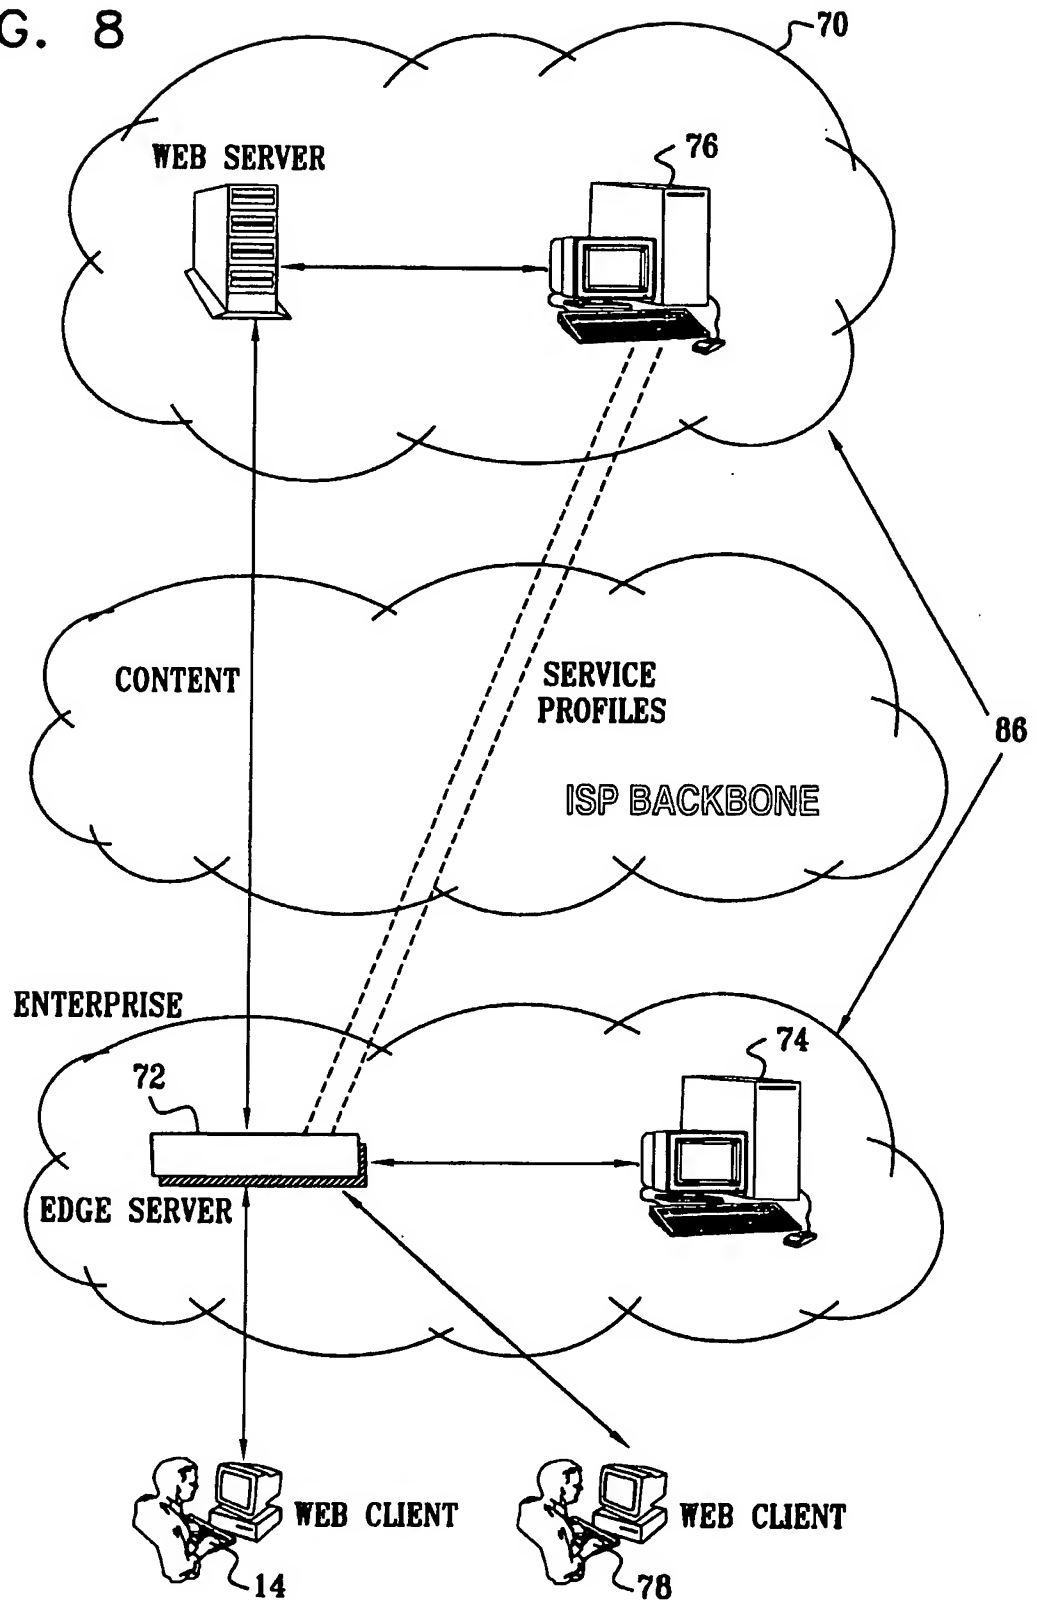 G. 8
70
WEB SERVER
76
CONTENT
SERVICE
PROFILES
86
ISP BACKBONE
ENTERPRISE
74
72
EDGE SERVER
WEB CLIENT
WEB CLIENT
14
78